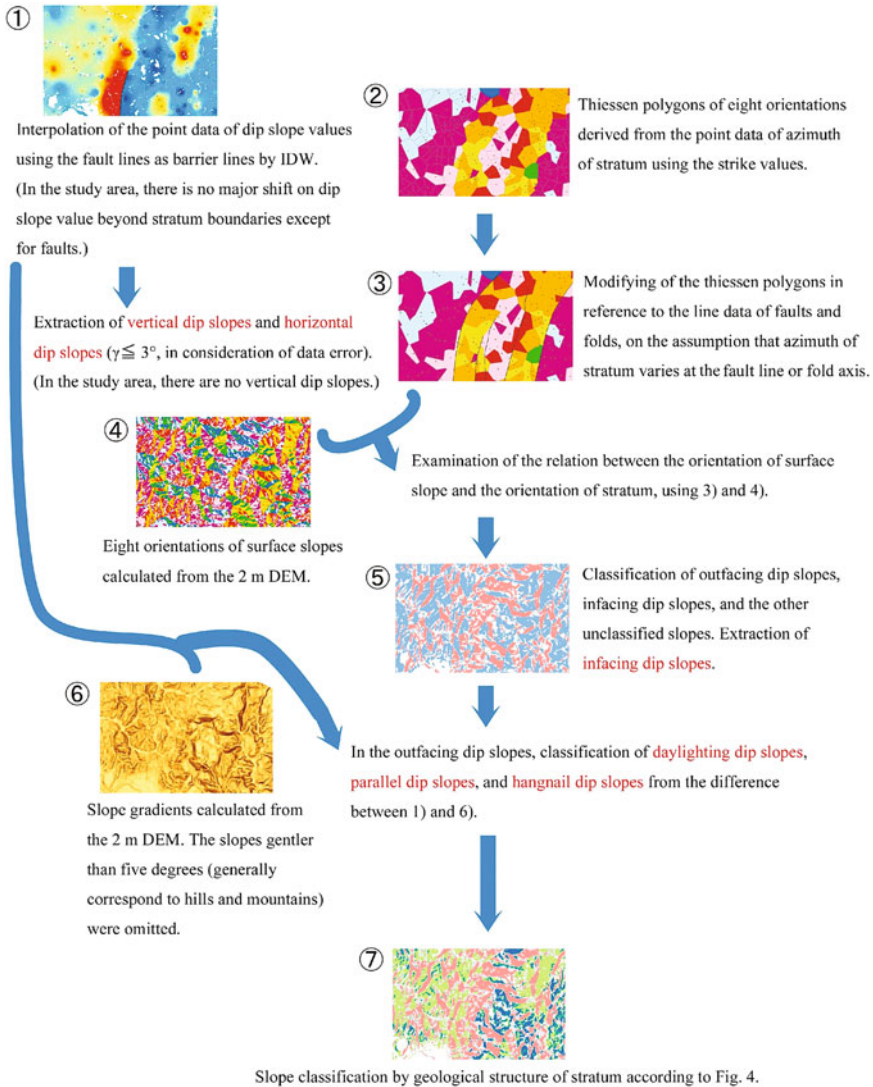 ①
Interpolation of the point data of dip slope values
using the fault lines as barrier lines by IDW.
(In the study area, there is no major shift on dip
slope value beyond stratum boundaries except
for faults.)
②
Thiessen polygons of eight orientations
derived from the point data of azimuth
of stratum using the strike values.
Extraction of vertical dip slopes and horizontal
dip slopes (γ≦ 3°, in consideration of data error).
(In the study area, there are no vertical dip slopes.)
③
Modifying of the thiessen polygons in
reference to the line data of faults and
folds, on the assumption that azimuth of
stratum varies at the fault line or fold axis.
④
Eight orientations of surface slopes
calculated from the 2 m DEM.
Examination of the relation between the orientation of surface
slope and the orientation of stratum, using 3) and 4).
⑤
Classification of outfacing dip slopes,
infacing dip slopes, and the other
unclassified slopes. Extraction of
infacing dip slopes.
⑥
Slope gradients calculated from
the 2 m DEM. The slopes gentler
than five degrees (generally
correspond to hills and mountains)
were omitted.
In the outfacing dip slopes, classification of daylighting dip slopes,
parallel dip slopes, and hangnail dip slopes from the difference
between 1) and 6).
⑦
Slope classification by geological structure of stratum according to Fig. 4.